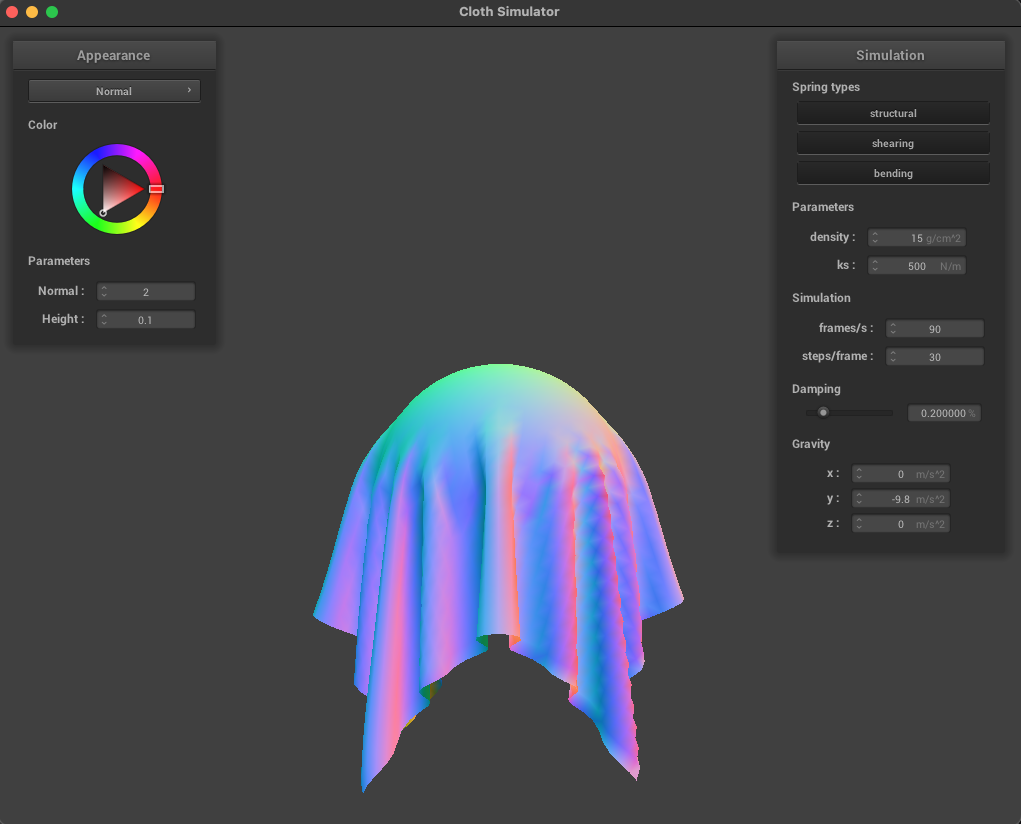 Cloth Simulator
Appearance
Normal
Color
Parameters
Normal : 2
Height : 0.1
Simulation
Spring types
structural
shearing
bending
Parameters
density : 15 g/cm^2
ks : 500 N/m
Simulation
frames/s : 90
steps/frame : 30
Damping
0.200000 %
Gravity
x : 0 m/s^2
y : -9.8 m/s^2
z : 0 m/s^2